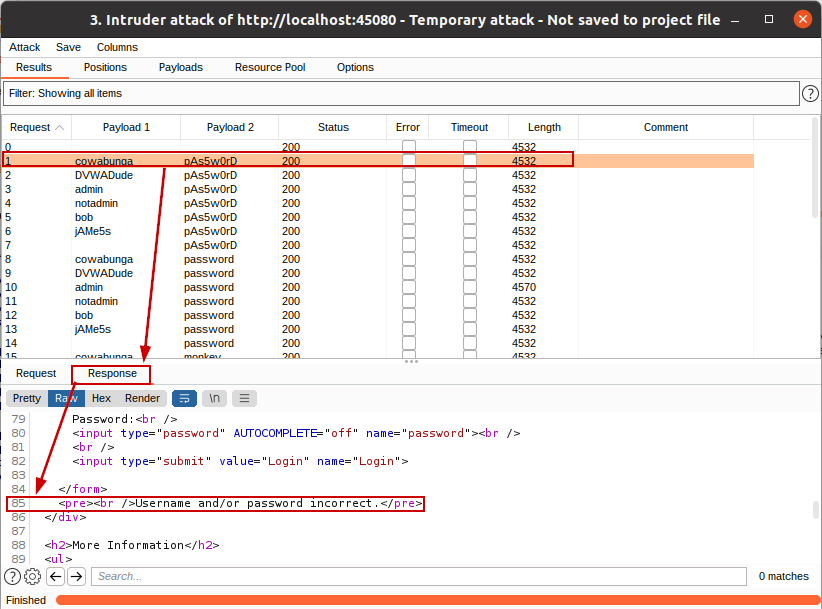 3. Intruder attack of http://localhost:45080 - Temporary attack - Not saved to project file
Attack Save Columns
Results Positions Payloads Resource Pool Options
Filter: Showing all items ?
Request Payload 1 Payload 2 Status Error Timeout Length Comment
0 200 4532
1 cowabunga pAs5w0rD 200 4532
2 DVWADude pAs5w0rD 200 4532
3 admin pAs5w0rD 200 4532
4 notadmin pAs5w0rD 200 4532
5 bob pAs5w0rD 200 4532
6 jAMe5s pAs5w0rD 200 4532
7 pAs5w0rD 200 4532
8 cowabunga password 200 4532
9 DVWADude password 200 4532
10 admin password 200 4570
11 notadmin password 200 4532
12 bob password 200 4532
13 jAMe5s password 200 4532
14 password 200 4532
15 cowabunga monkey 200 4532
Request Response
Pretty Raw Hex Render \n
79 Password:<br />
80 <input type="password" AUTOCOMPLETE="off" name="password"><br />
81 <br />
82 <input type="submit" value="Login" name="Login">
83
84 </form>
85 <pre><br />Username and/or password incorrect.</pre>
86 </div>
87
88 <h2>More Information</h2>
89 <ul>
? Search... 0 matches
Finished